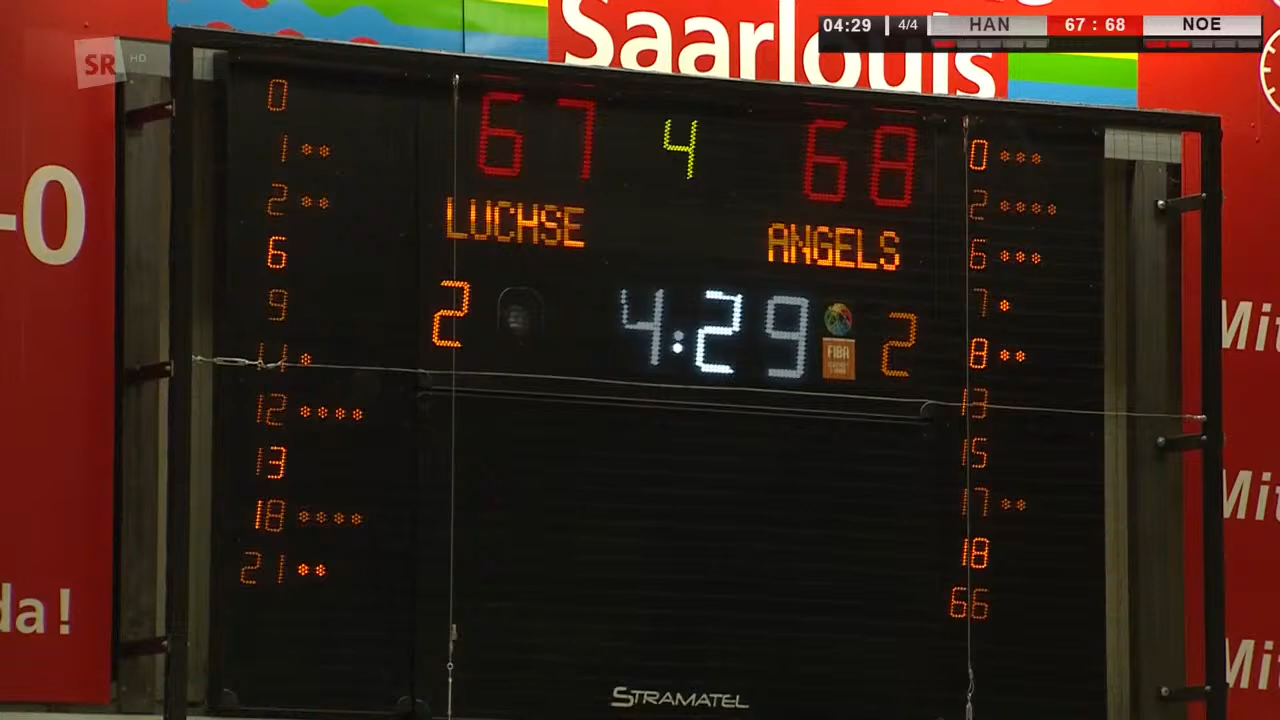 Saarlouis
04:29 4/4 HAN 67 : 68 NOE
SR HD
-0
da!
67 4 68
LUCHSE ANGELS
2 4:29 2
FIBA
0
1 **
2 **
6
9
*
12 ****
13
18 ****
21 **
0 ***
2 ****
6 ***
7 *
8 **
13
15
17 **
18
66
STRAMATEL
Mit
Mit
Mit